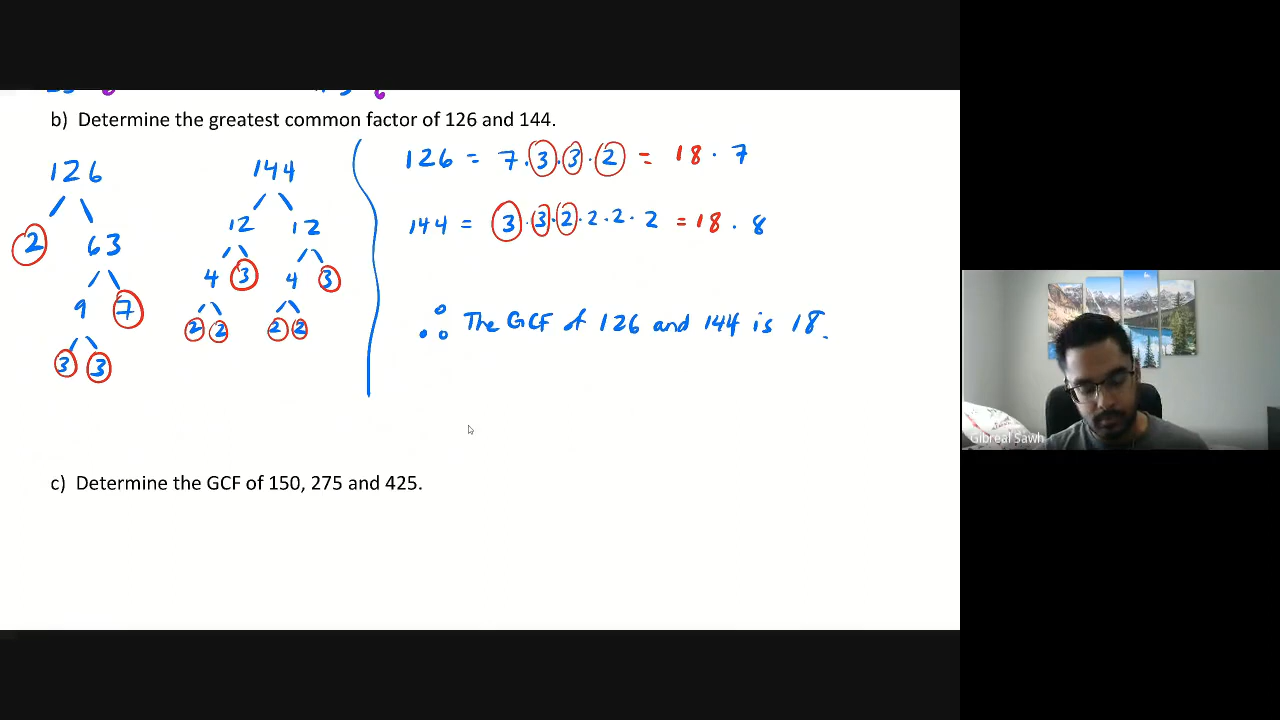 b) Determine the greatest common factor of 126 and 144.
126
2 63
9 7
3 3
144
12 12
4 3 4 3
2 2 2 2
126 = 7 · 3 · 3 · 2 = 18 · 7
144 = 3 · 3 · 2 · 2 · 2 · 2 = 18 · 8
∴ The GCF of 126 and 144 is 18.
c) Determine the GCF of 150, 275 and 425.
Gibreal Sawh